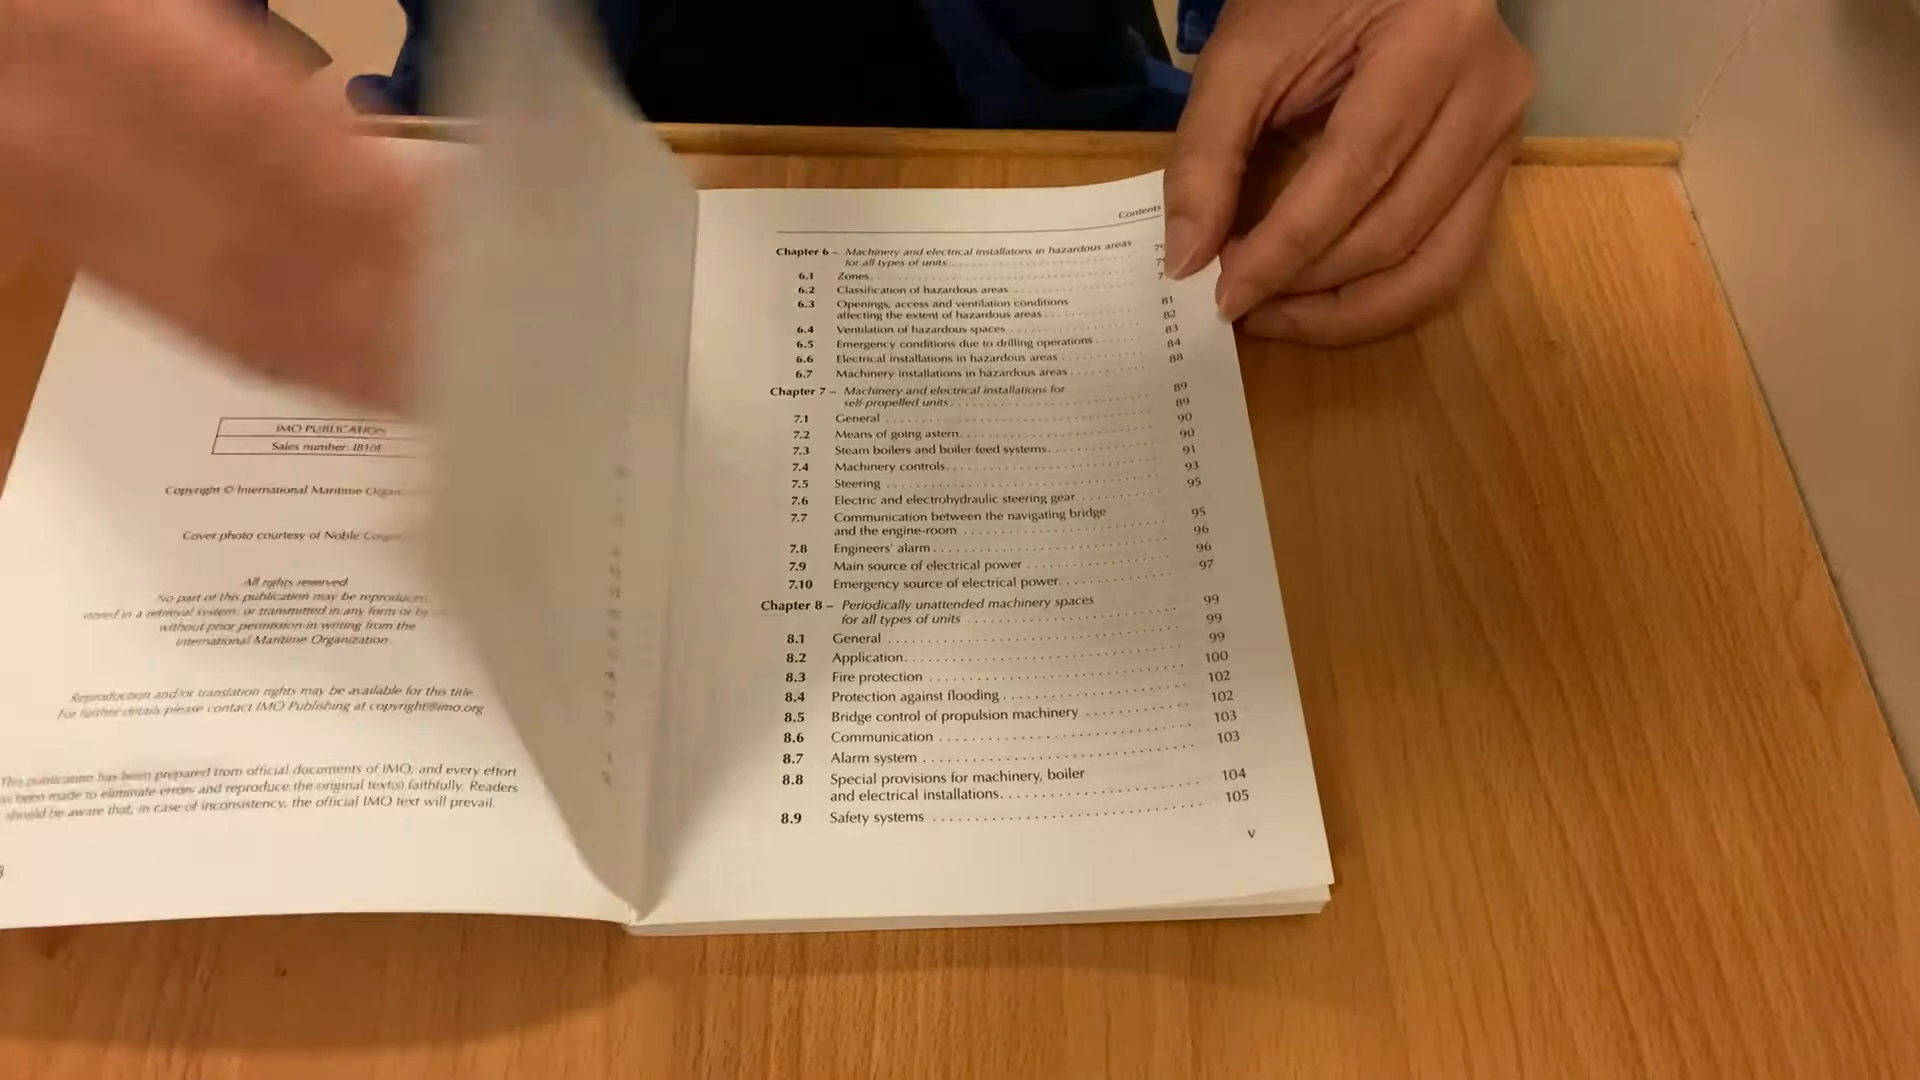 IMO PUBLICATION
Sales number: IB10E
Copyright © International Maritime
Cover photo courtesy of Noble
All rights reserved.
No part of this publication may be reproduced,
stored in a retrieval system, or transmitted in any form or by
without prior permission in writing from the
International Maritime Organization
Reproduction and/or translation rights may be available for this title.
For further details please contact IMO Publishing at copyright@imo.org
This publication has been prepared from official documents of IMO, and every effort
has been made to eliminate errors and reproduce the original text(s) faithfully. Readers
should be aware that, in case of inconsistency, the official IMO text will prevail.
Contents
Chapter 6 – Machinery and electrical installatons in hazardous areas
for all types of units 79
6.1 Zones
6.2 Classification of hazardous areas
6.3 Openings, access and ventilation conditions 81
affecting the extent of hazardous areas 82
6.4 Ventilation of hazardous spaces 83
6.5 Emergency conditions due to drilling operations 84
6.6 Electrical installations in hazardous areas 88
6.7 Machinery installations in hazardous areas
Chapter 7 – Machinery and electrical installations for 89
self-propelled units 89
7.1 General 90
7.2 Means of going astern 90
7.3 Steam boilers and boiler feed systems 91
7.4 Machinery controls 93
7.5 Steering 95
7.6 Electric and electrohydraulic steering gear
7.7 Communication between the navigating bridge 95
and the engine-room 96
7.8 Engineers' alarm 96
7.9 Main source of electrical power 97
7.10 Emergency source of electrical power
Chapter 8 – Periodically unattended machinery spaces 99
for all types of units 99
8.1 General 99
8.2 Application 100
8.3 Fire protection 102
8.4 Protection against flooding 102
8.5 Bridge control of propulsion machinery 103
8.6 Communication 103
8.7 Alarm system
8.8 Special provisions for machinery, boiler 104
and electrical installations 105
8.9 Safety systems
v